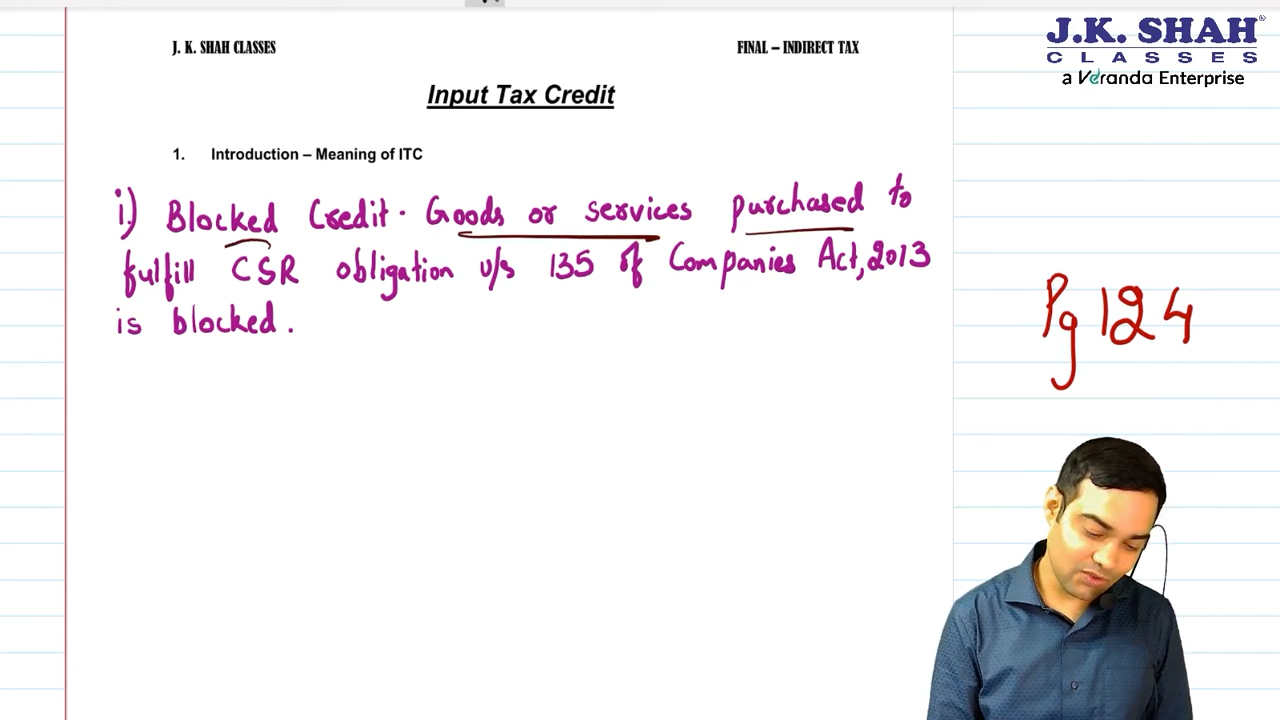 J. K. SHAH CLASSES
FINAL – INDIRECT TAX
J.K. SHAH®
CLASSES
a Veranda Enterprise
Input Tax Credit
1. Introduction – Meaning of ITC
i.) Blocked Credit. Goods or services purchased to
fulfill CSR obligation u/s 135 of Companies Act, 2013
is blocked.
Pg 124